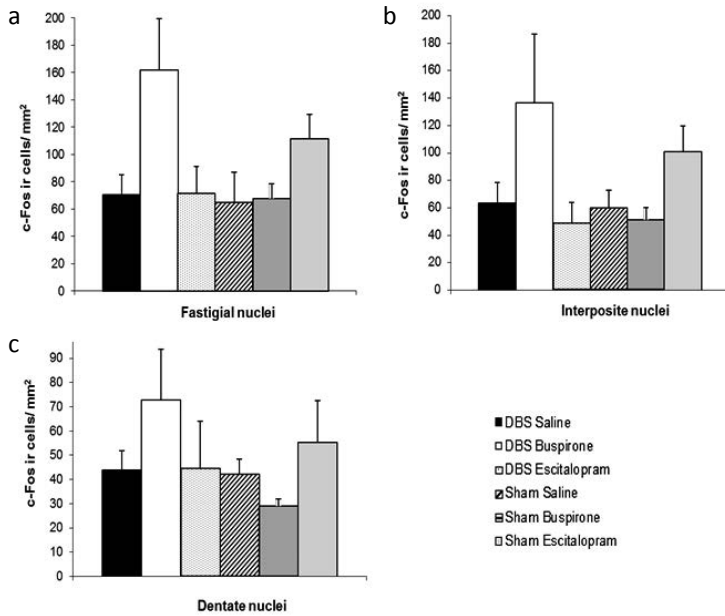 a
c-Fos ir cells/ mm²
200
180
160
140
120
100
80
60
40
20
0
Fastigial nuclei
b
c-Fos ir cells/ mm²
200
180
160
140
120
100
80
60
40
20
0
Interposite nuclei
c
c-Fos ir cells/ mm²
90
80
70
60
50
40
30
20
10
0
Dentate nuclei
DBS Saline
DBS Buspirone
DBS Escitalopram
Sham Saline
Sham Buspirone
Sham Escitalopram